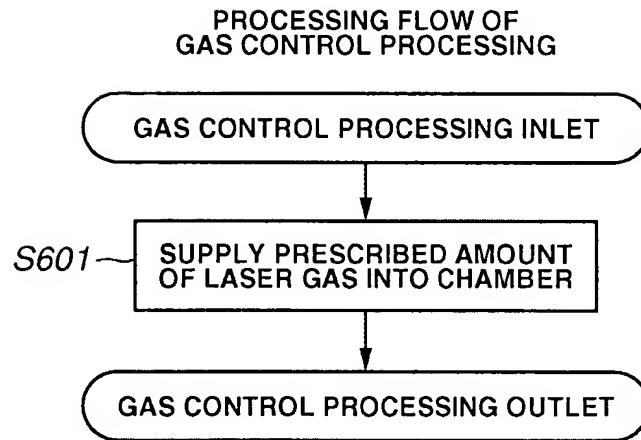 PROCESSING FLOW OF
GAS CONTROL PROCESSING
GAS CONTROL PROCESSING INLET
S601
SUPPLY PRESCRIBED AMOUNT
OF LASER GAS INTO CHAMBER
GAS CONTROL PROCESSING OUTLET